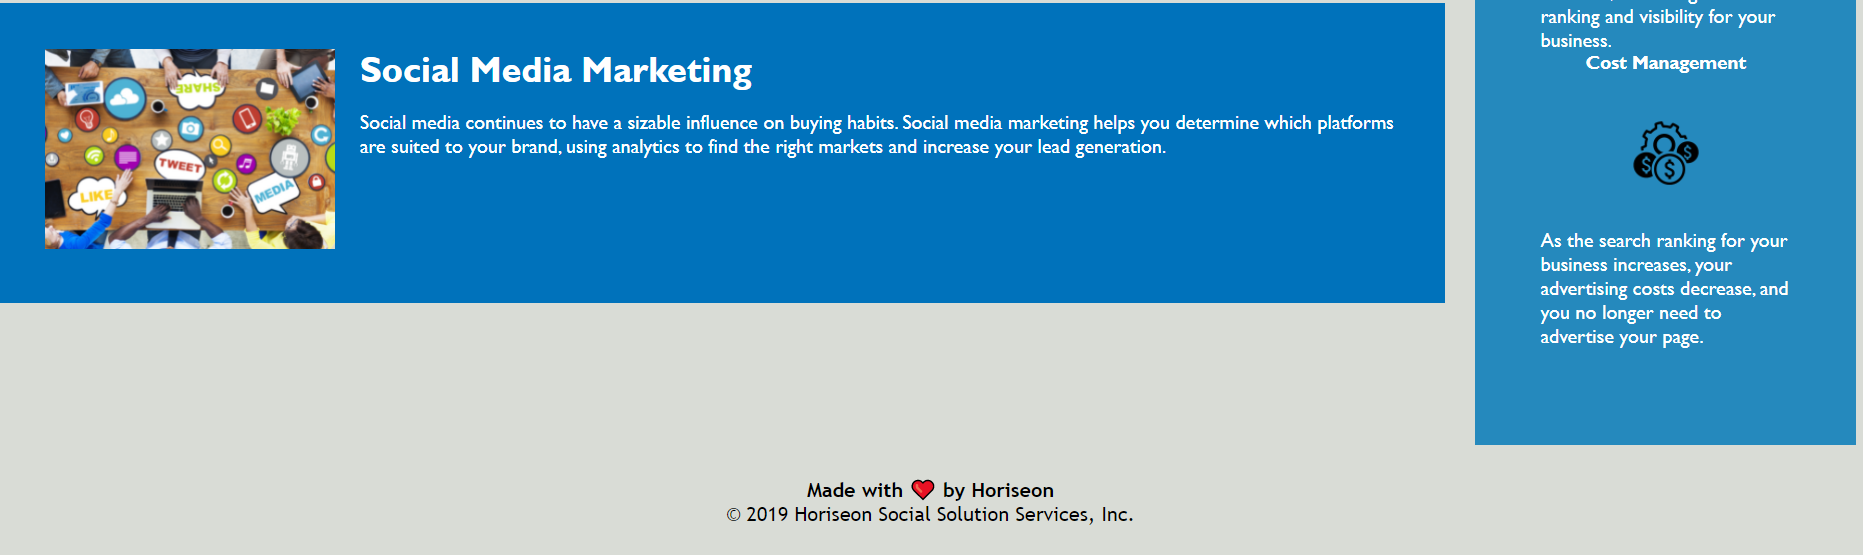 Social Media Marketing
Social media continues to have a sizable influence on buying habits. Social media marketing helps you determine which platforms
are suited to your brand, using analytics to find the right markets and increase your lead generation.
SHARE
TWEET
LIKE
MEDIA
ranking and visibility for your
business.
Cost Management
$ $ $
As the search ranking for your
business increases, your
advertising costs decrease, and
you no longer need to
advertise your page.
Made with ❤️ by Horiseon
© 2019 Horiseon Social Solution Services, Inc.